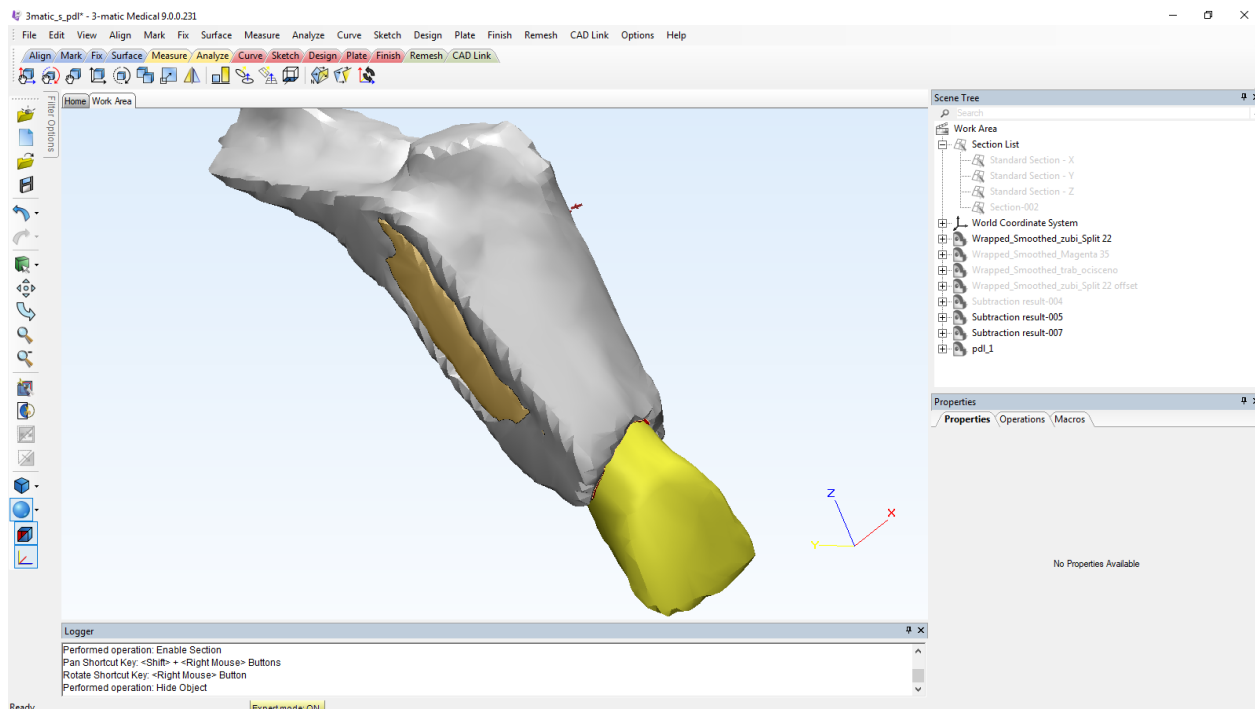 3matic_s_pdl* - 3-matic Medical 9.0.0.231
File Edit View Align Mark Fix Surface Measure Analyze Curve Sketch Design Plate Finish Remesh CAD Link Options Help
Align Mark Fix Surface Measure Analyze Curve Sketch Design Plate Finish Remesh CAD Link
Filter Options
Home Work Area
Scene Tree
Search
Work Area
Section List
Standard Section - X
Standard Section - Y
Standard Section - Z
Section-002
World Coordinate System
Wrapped_Smoothed_zubi_Split 22
Wrapped_Smoothed_Magenta 35
Wrapped_Smoothed_trab_ocisceno
Wrapped_Smoothed_zubi_Split 22 offset
Subtraction result-004
Subtraction result-005
Subtraction result-007
pdl_1
Properties
Properties Operations Macros
No Properties Available
Z
X
Y
Logger
Performed operation: Enable Section
Pan Shortcut Key: <Shift> + <Right Mouse> Buttons
Rotate Shortcut Key: <Right Mouse> Button
Performed operation: Hide Object
Ready
Expert mode: ON